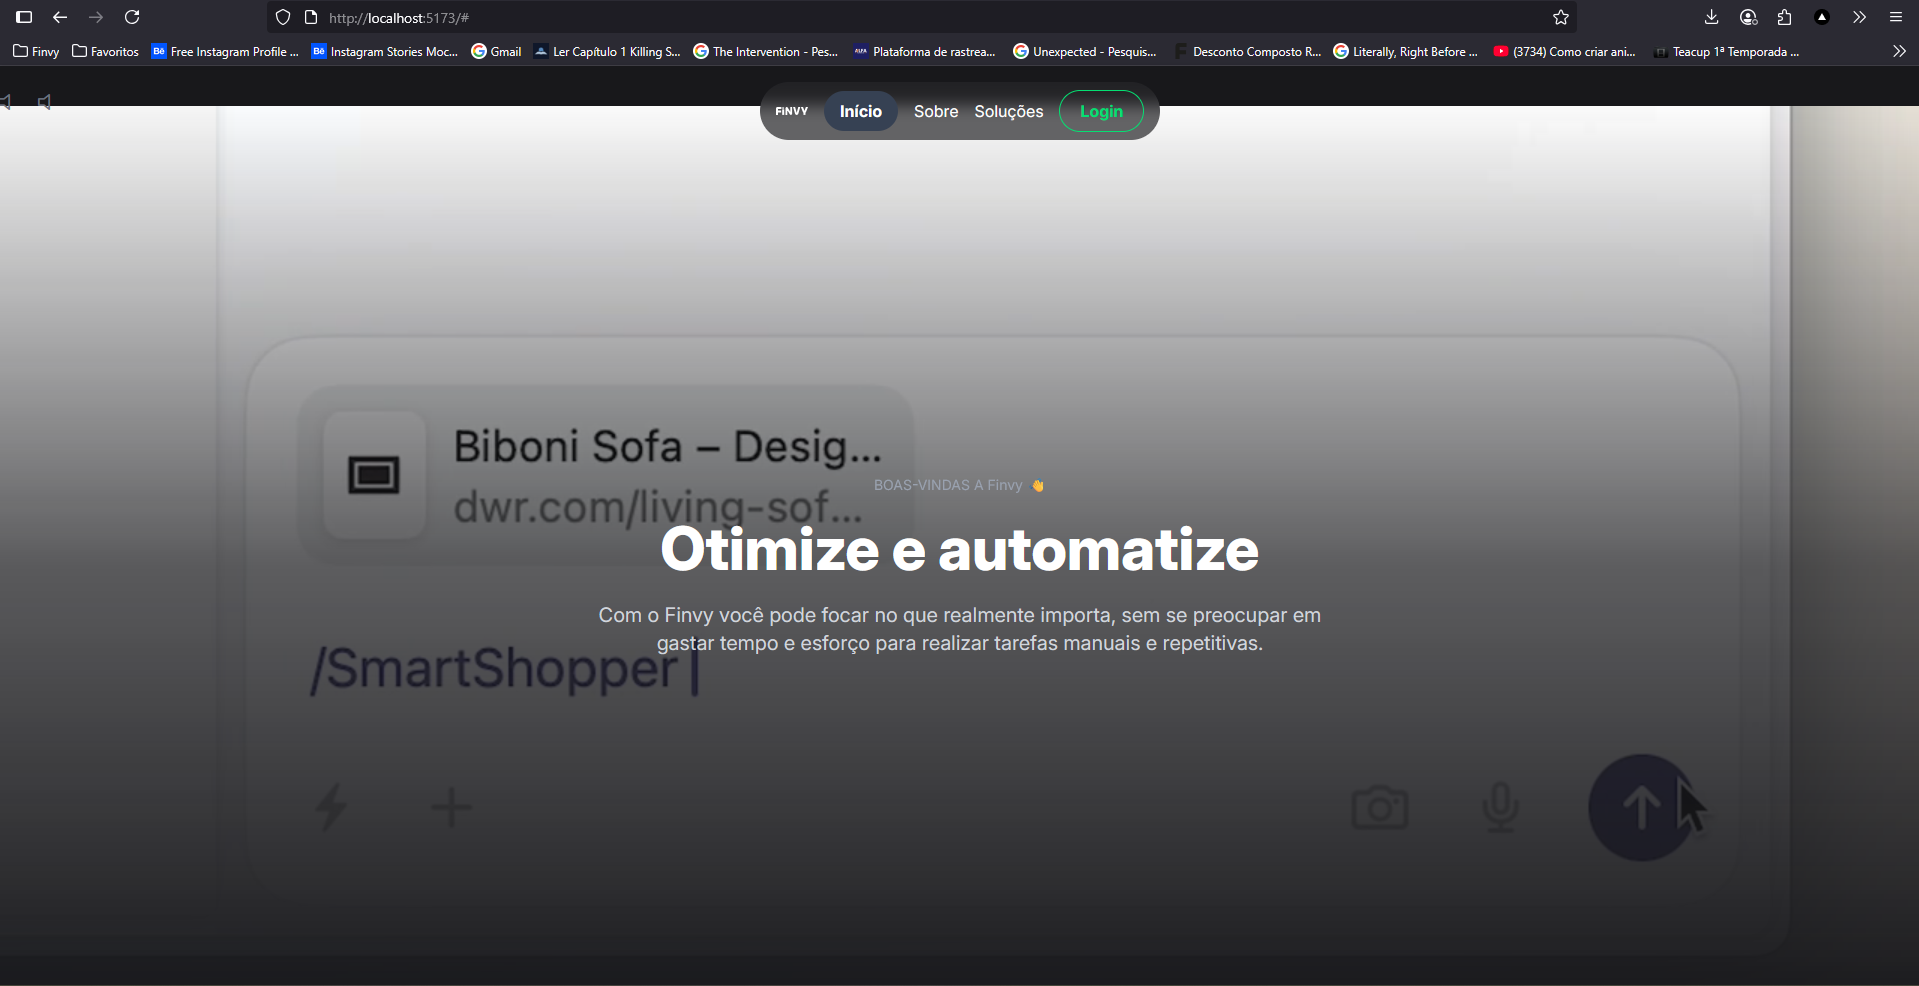 http://localhost:5173/#
Finvy
Favoritos
Bē Free Instagram Profile ...
Bē Instagram Stories Moc...
Gmail
Ler Capítulo 1 Killing S...
The Intervention - Pes...
Plataforma de rastrea...
Unexpected - Pesquis...
Desconto Composto R...
Literally, Right Before ...
(3734) Como criar ani...
Teacup 1ª Temporada ...
FiNVY
Início
Sobre
Soluções
Login
Biboni Sofa – Desig...
dwr.com/living-sof...
BOAS-VINDAS A Finvy 👋
Otimize e automatize
Com o Finvy você pode focar no que realmente importa, sem se preocupar em
gastar tempo e esforço para realizar tarefas manuais e repetitivas.
/SmartShopper